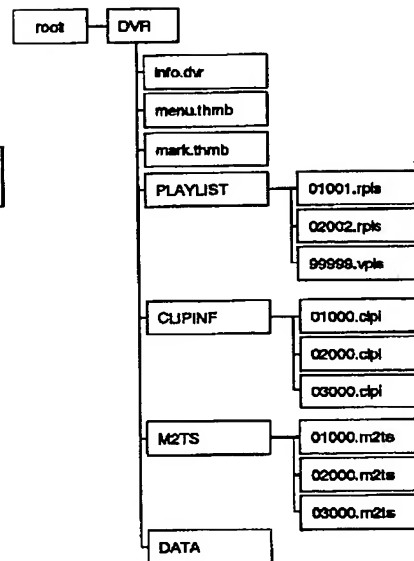 root DVR
info.dvr
menu.thmb
mark.thmb
PLAYLIST 01001.rpls
02002.rpls
99999.vpls
CLIPINF 01000.clpi
02000.clpi
03000.clpi
M2TS 01000.m2ts
02000.m2ts
03000.m2ts
DATA